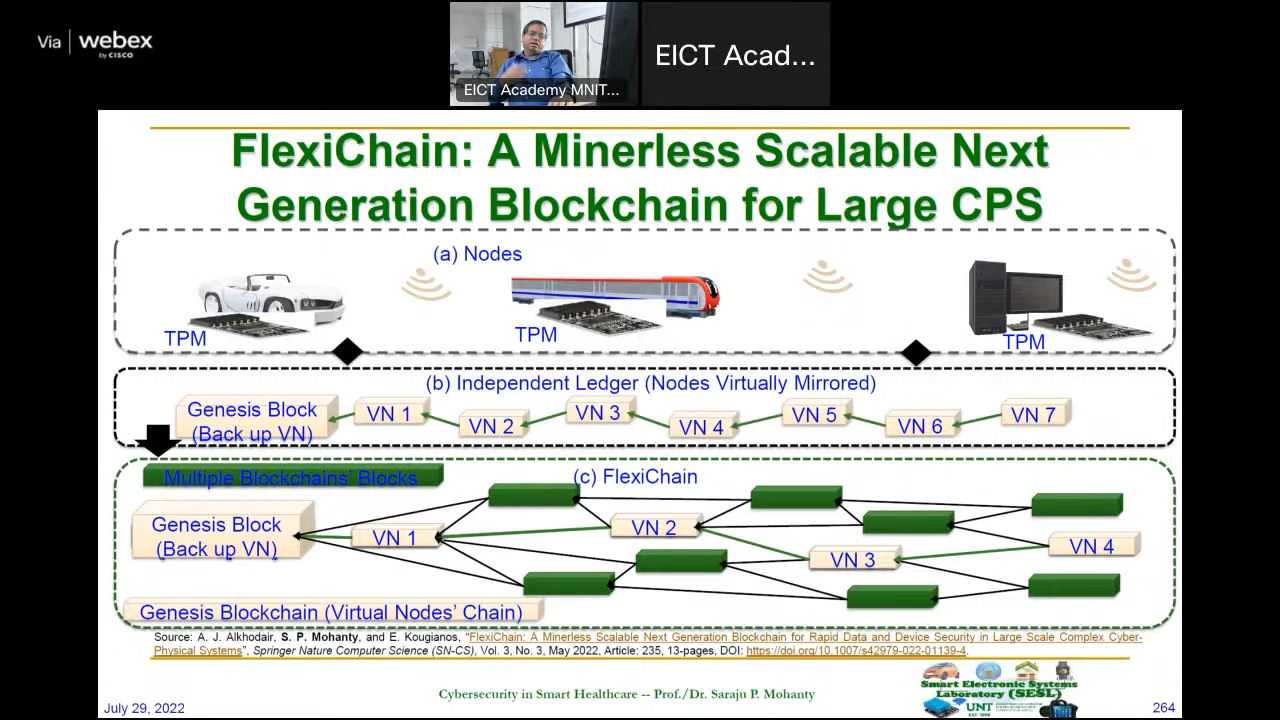 Via webex
by CISCO
EICT Academy MNIT...
EICT Acad...
FlexiChain: A Minerless Scalable Next
Generation Blockchain for Large CPS
(a) Nodes
TPM
TPM
TPM
(b) Independent Ledger (Nodes Virtually Mirrored)
Genesis Block
(Back up VN)
VN 1
VN 2
VN 3
VN 4
VN 5
VN 6
VN 7
Multiple Blockchains' Blocks
(c) FlexiChain
Genesis Block
(Back up VN)
VN 1
VN 2
VN 3
VN 4
Genesis Blockchain (Virtual Nodes' Chain)
Source: A. J. Alkhodair, S. P. Mohanty, and E. Kougianos, “FlexiChain: A Minerless Scalable Next Generation Blockchain for Rapid Data and Device Security in Large Scale Complex Cyber-
Physical Systems”, Springer Nature Computer Science (SN-CS), Vol. 3, No. 3, May 2022, Article: 235, 13-pages, DOI: https://doi.org/10.1007/s42979-022-01139-4.
Smart Electronic Systems
Laboratory (SESL)
UNT
Cybersecurity in Smart Healthcare -- Prof./Dr. Saraju P. Mohanty
July 29, 2022
264